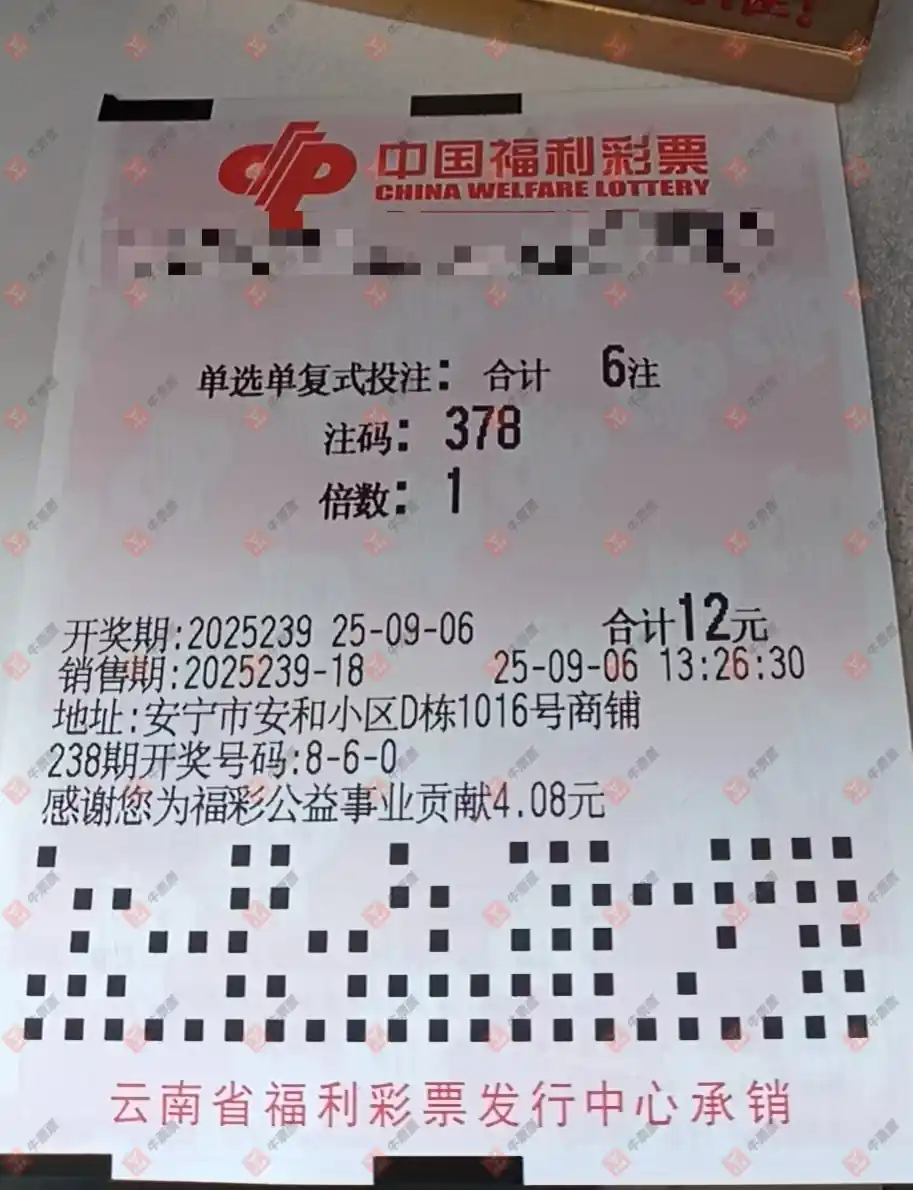 中国福利彩票
CHINA WELFARE LOTTERY
单选单复式投注: 合计 6注
注码: 378
倍数: 1
开奖期:2025239 25-09-06 合计12元
销售期:2025239-18 25-09-06 13:26:30
地址:安宁市安和小区D栋1016号商铺
238期开奖号码:8-6-0
感谢您为福彩公益事业贡献4.08元
云南省福利彩票发行中心承销